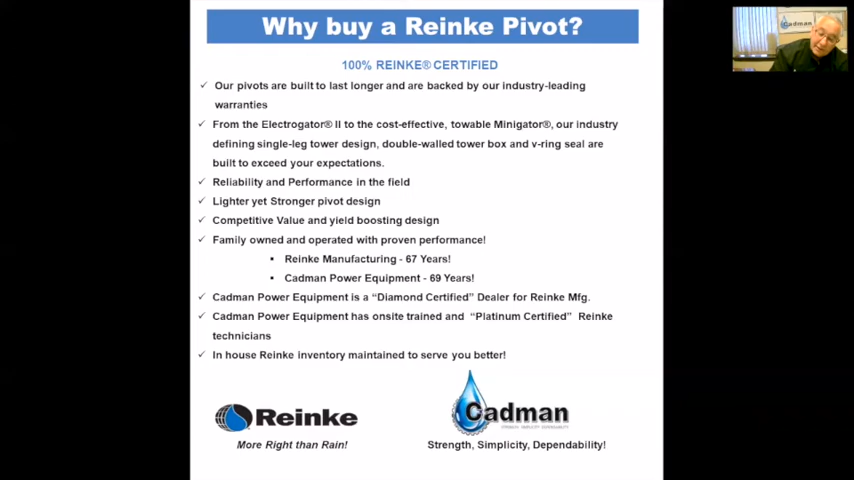 Why buy a Reinke Pivot?
100% REINKE® CERTIFIED
✓ Our pivots are built to last longer and are backed by our industry-leading
warranties
✓ From the Electrogator® II to the cost-effective, towable Minigator®, our industry
defining single-leg tower design, double-walled tower box and v-ring seal are
built to exceed your expectations.
✓ Reliability and Performance in the field
✓ Lighter yet Stronger pivot design
✓ Competitive Value and yield boosting design
✓ Family owned and operated with proven performance!
▪ Reinke Manufacturing - 67 Years!
▪ Cadman Power Equipment - 69 Years!
✓ Cadman Power Equipment is a “Diamond Certified” Dealer for Reinke Mfg.
✓ Cadman Power Equipment has onsite trained and “Platinum Certified” Reinke
technicians
✓ In house Reinke inventory maintained to serve you better!
Reinke
More Right than Rain!
Cadman
Strength, Simplicity, Dependability!
Cadman